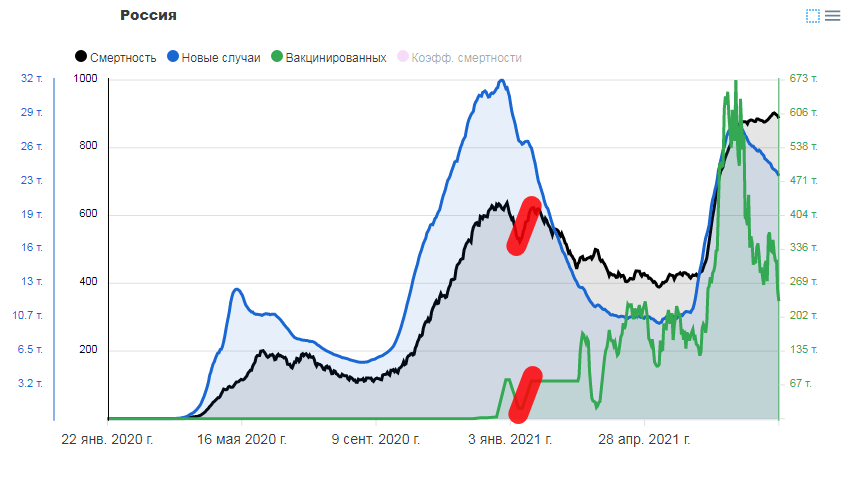 Россия
Смертность Новые случаи Вакцинированных Коэфф. смертности
32 т. 1000 673 т.
29 т. 606 т.
26 т. 800 538 т.
23 т. 471 т.
19 т. 600 404 т.
16 т. 336 т.
13 т. 400 269 т.
10.7 т. 202 т.
6.5 т. 200 135 т.
3.2 т. 67 т.
22 янв. 2020 г. 16 мая 2020 г. 9 сент. 2020 г. 3 янв. 2021 г. 28 апр. 2021 г.